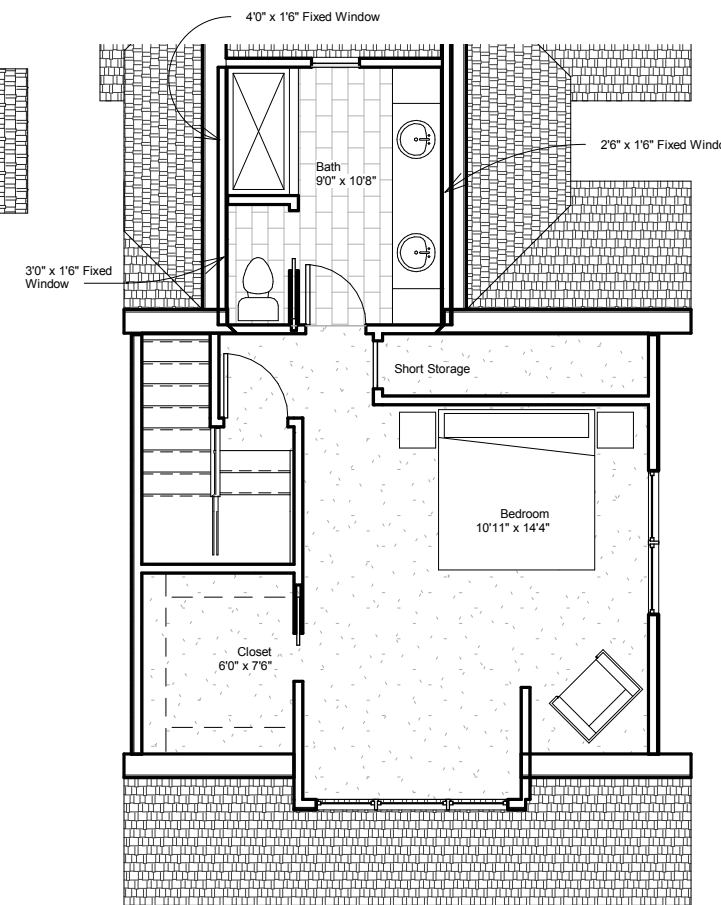 4'0" x 1'6" Fixed Window
2'6" x 1'6" Fixed
Bath
9'0" x 10'8"
3'0" x 1'6" Fixed
Window
Short Storage
Bedroom
10'11" x 14'4"
Closet
6'0" x 7'6"